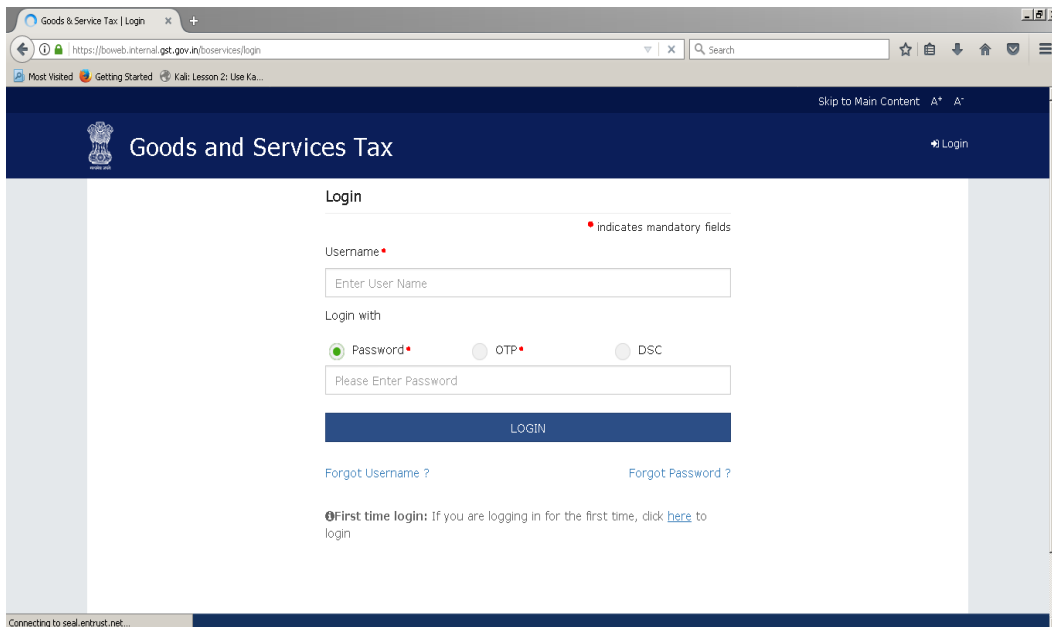 Goods & Service Tax | Login
https://boweb.internal.gst.gov.in/boservices/login
Search
Most Visited Getting Started Kali: Lesson 2: Use Ka...
Skip to Main Content A+ A-
Goods and Services Tax
Login
Login
• indicates mandatory fields
Username•
Enter User Name
Login with
Password• OTP• DSC
Please Enter Password
LOGIN
Forgot Username ? Forgot Password ?
First time login: If you are logging in for the first time, click here to
login
Connecting to seal.entrust.net...